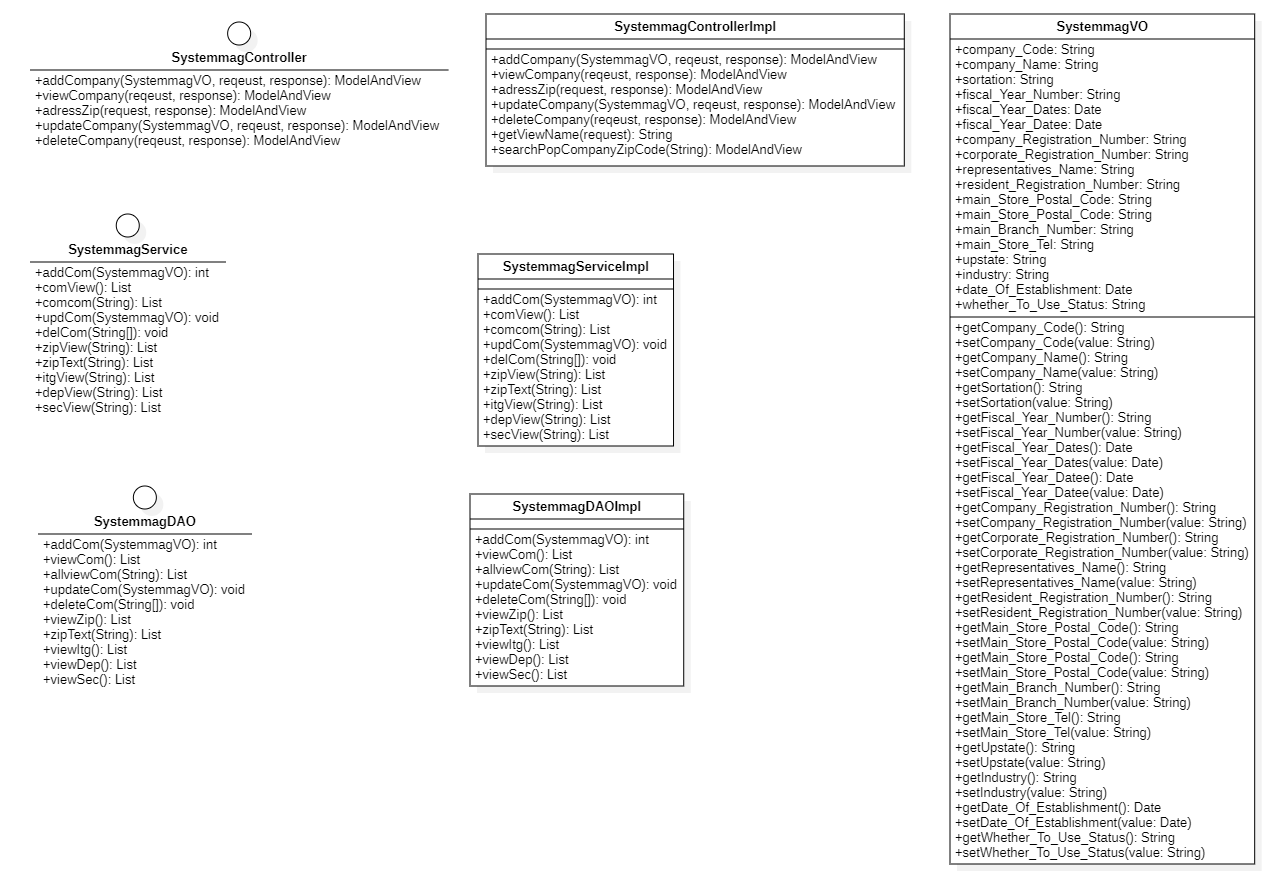 SystemmagController
+addCompany(SystemmagVO, reqeust, response): ModelAndView
+viewCompany(reqeust, response): ModelAndView
+adressZip(request, response): ModelAndView
+updateCompany(SystemmagVO, reqeust, response): ModelAndView
+deleteCompany(reqeust, response): ModelAndView
SystemmagControllerImpl
+addCompany(SystemmagVO, reqeust, response): ModelAndView
+viewCompany(reqeust, response): ModelAndView
+adressZip(request, response): ModelAndView
+updateCompany(SystemmagVO, reqeust, response): ModelAndView
+deleteCompany(reqeust, response): ModelAndView
+getViewName(request): String
+searchPopCompanyZipCode(String): ModelAndView
SystemmagService
+addCom(SystemmagVO): int
+comView(): List
+comcom(String): List
+updCom(SystemmagVO): void
+delCom(String[]): void
+zipView(String): List
+zipText(String): List
+itgView(String): List
+depView(String): List
+secView(String): List
SystemmagServiceImpl
+addCom(SystemmagVO): int
+comView(): List
+comcom(String): List
+updCom(SystemmagVO): void
+delCom(String[]): void
+zipView(String): List
+zipText(String): List
+itgView(String): List
+depView(String): List
+secView(String): List
SystemmagDAO
+addCom(SystemmagVO): int
+viewCom(): List
+allviewCom(String): List
+updateCom(SystemmagVO): void
+deleteCom(String[]): void
+viewZip(): List
+zipText(String): List
+viewItg(): List
+viewDep(): List
+viewSec(): List
SystemmagDAOImpl
+addCom(SystemmagVO): int
+viewCom(): List
+allviewCom(String): List
+updateCom(SystemmagVO): void
+deleteCom(String[]): void
+viewZip(): List
+zipText(String): List
+viewItg(): List
+viewDep(): List
+viewSec(): List
SystemmagVO
+company_Code: String
+company_Name: String
+sortation: String
+fiscal_Year_Number: String
+fiscal_Year_Dates: Date
+fiscal_Year_Datee: Date
+company_Registration_Number: String
+corporate_Registration_Number: String
+representatives_Name: String
+resident_Registration_Number: String
+main_Store_Postal_Code: String
+main_Store_Postal_Code: String
+main_Branch_Number: String
+main_Store_Tel: String
+upstate: String
+industry: String
+date_Of_Establishment: Date
+whether_To_Use_Status: String
+getCompany_Code(): String
+setCompany_Code(value: String)
+getCompany_Name(): String
+setCompany_Name(value: String)
+getSortation(): String
+setSortation(value: String)
+getFiscal_Year_Number(): String
+setFiscal_Year_Number(value: String)
+getFiscal_Year_Dates(): Date
+setFiscal_Year_Dates(value: Date)
+getFiscal_Year_Datee(): Date
+setFiscal_Year_Datee(value: Date)
+getCompany_Registration_Number(): String
+setCompany_Registration_Number(value: String)
+getCorporate_Registration_Number(): String
+setCorporate_Registration_Number(value: String)
+getRepresentatives_Name(): String
+setRepresentatives_Name(value: String)
+getResident_Registration_Number(): String
+setResident_Registration_Number(value: String)
+getMain_Store_Postal_Code(): String
+setMain_Store_Postal_Code(value: String)
+getMain_Store_Postal_Code(): String
+setMain_Store_Postal_Code(value: String)
+getMain_Branch_Number(): String
+setMain_Branch_Number(value: String)
+getMain_Store_Tel(): String
+setMain_Store_Tel(value: String)
+getUpstate(): String
+setUpstate(value: String)
+getIndustry(): String
+setIndustry(value: String)
+getDate_Of_Establishment(): Date
+setDate_Of_Establishment(value: Date)
+getWhether_To_Use_Status(): String
+setWhether_To_Use_Status(value: String)